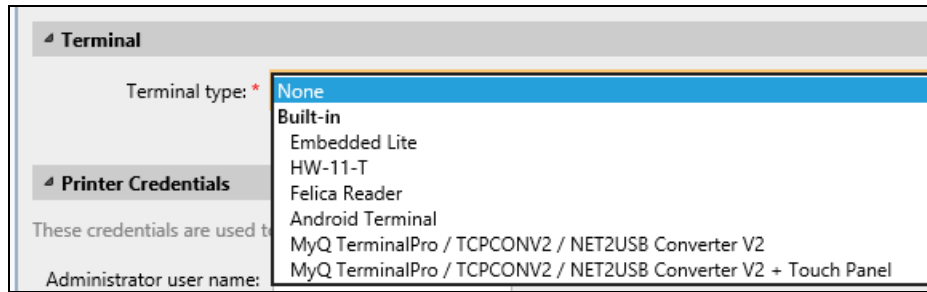 Terminal
Terminal type: * None
Built-in
Embedded Lite
HW-11-T
Printer Credentials
Felica Reader
Android Terminal
These credentials are used t
MyQ TerminalPro / TCPCONV2 / NET2USB Converter V2
Administrator user name:
MyQ TerminalPro / TCPCONV2 / NET2USB Converter V2 + Touch Panel